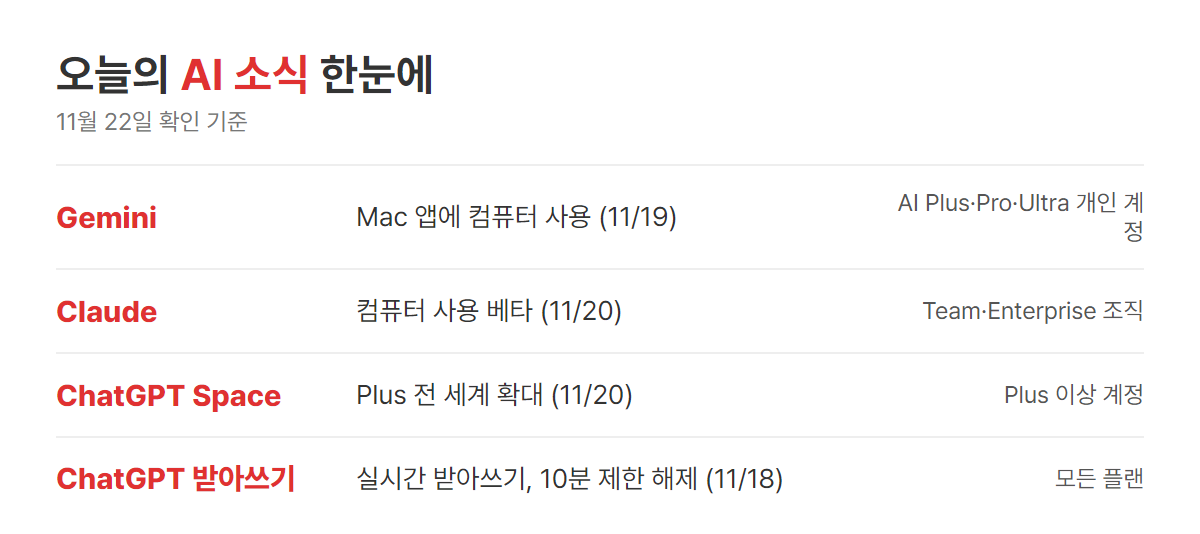 오늘의 AI 소식 한눈에
11월 22일 확인 기준
Gemini
Mac 앱에 컴퓨터 사용 (11/19)
AI Plus·Pro·Ultra 개인 계
정
Claude
컴퓨터 사용 베타 (11/20)
Team·Enterprise 조직
ChatGPT Space
Plus 전 세계 확대 (11/20)
Plus 이상 계정
ChatGPT 받아쓰기
실시간 받아쓰기, 10분 제한 해제 (11/18)
모든 플랜